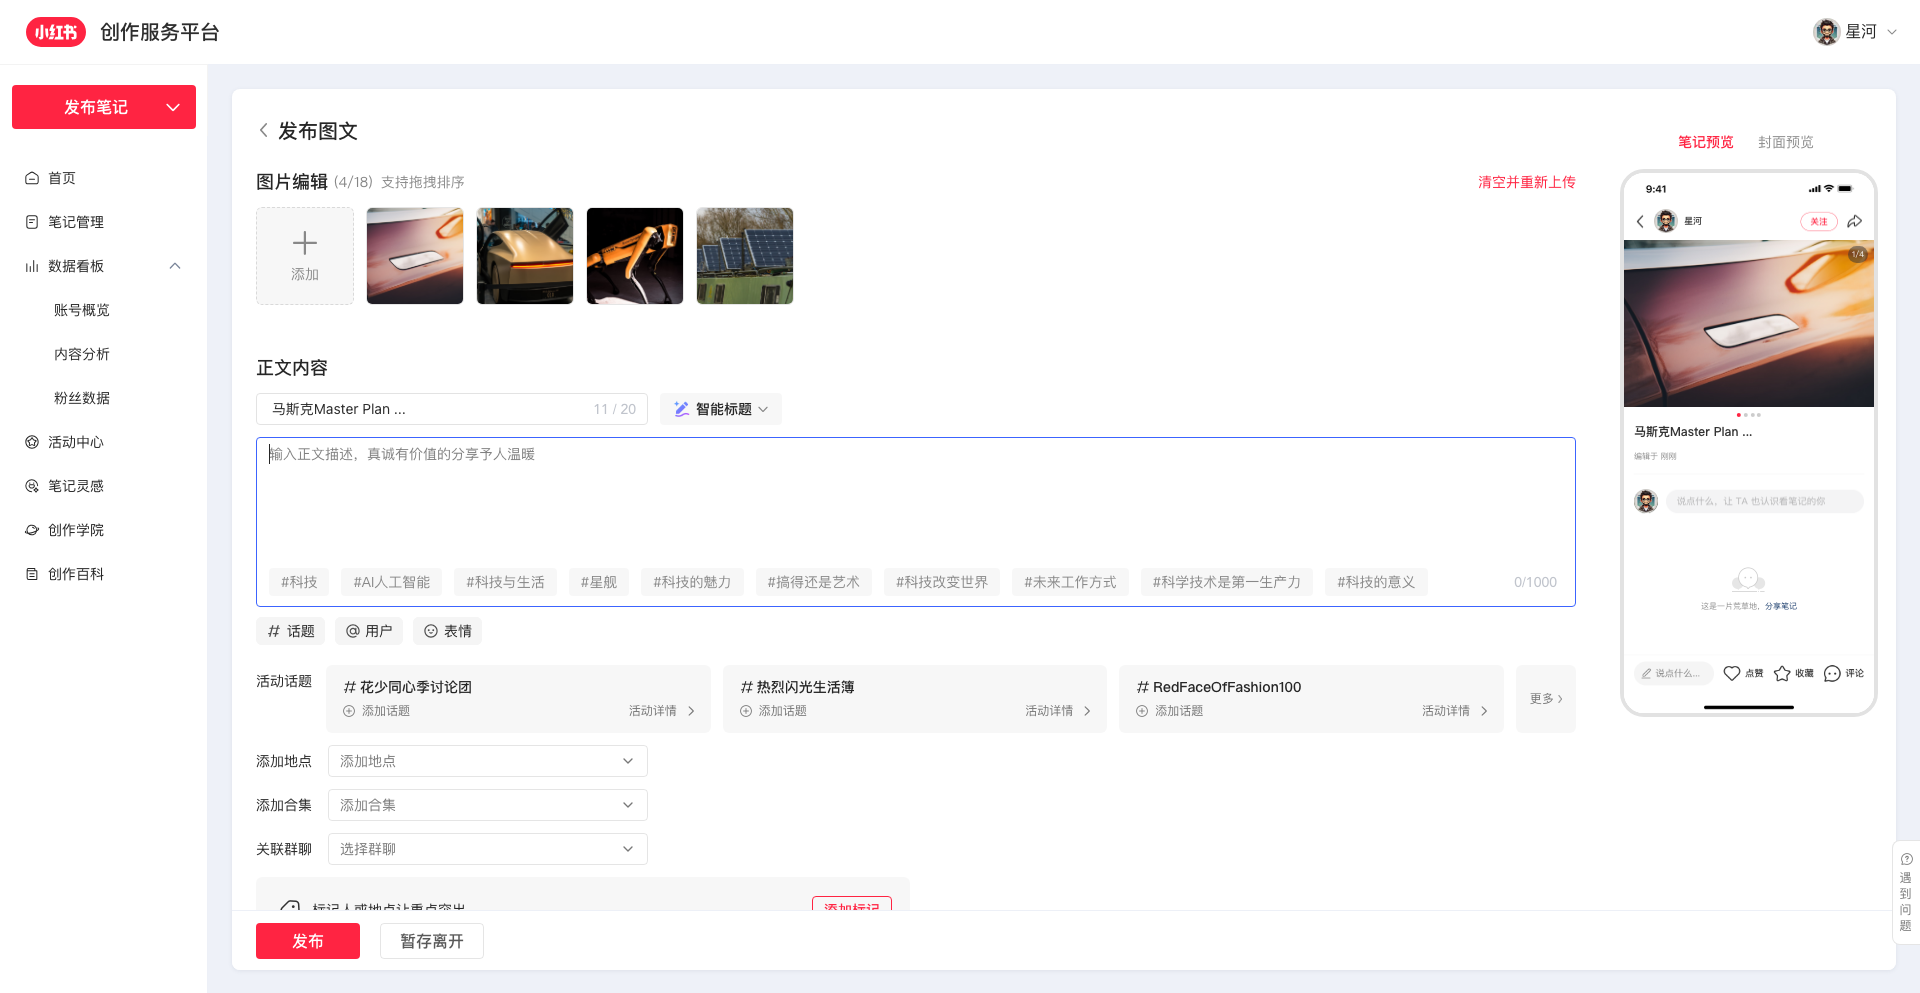 小红书 创作服务平台
星河
发布笔记
首页
笔记管理
数据看板
账号概览
内容分析
粉丝数据
活动中心
笔记灵感
创作学院
创作百科
发布图文
图片编辑 (4/18) 支持拖拽排序
清空并重新上传
添加
正文内容
马斯克Master Plan ...
11 / 20
智能标题
输入正文描述，真诚有价值的分享予人温暖
#科技 #AI人工智能 #科技与生活 #星舰 #科技的魅力 #搞得还是艺术 #科技改变世界 #未来工作方式 #科学技术是第一生产力 #科技的意义
0/1000
# 话题 @ 用户 表情
活动话题
# 花少同心季讨论团
添加话题 活动详情
# 热烈闪光生活簿
添加话题 活动详情
# RedFaceOfFashion100
添加话题 活动详情
更多
添加地点 添加地点
添加合集 添加合集
关联群聊 选择群聊
标记人或地点让重点突出
添加标记
发布 暂存离开
笔记预览 封面预览
9:41
星河
关注
1/4
马斯克Master Plan ...
编辑于 刚刚
说点什么，让 TA 也认识看笔记的你
这是一片荒草地，分享笔记
说点什么... 点赞 收藏 评论
遇到问题